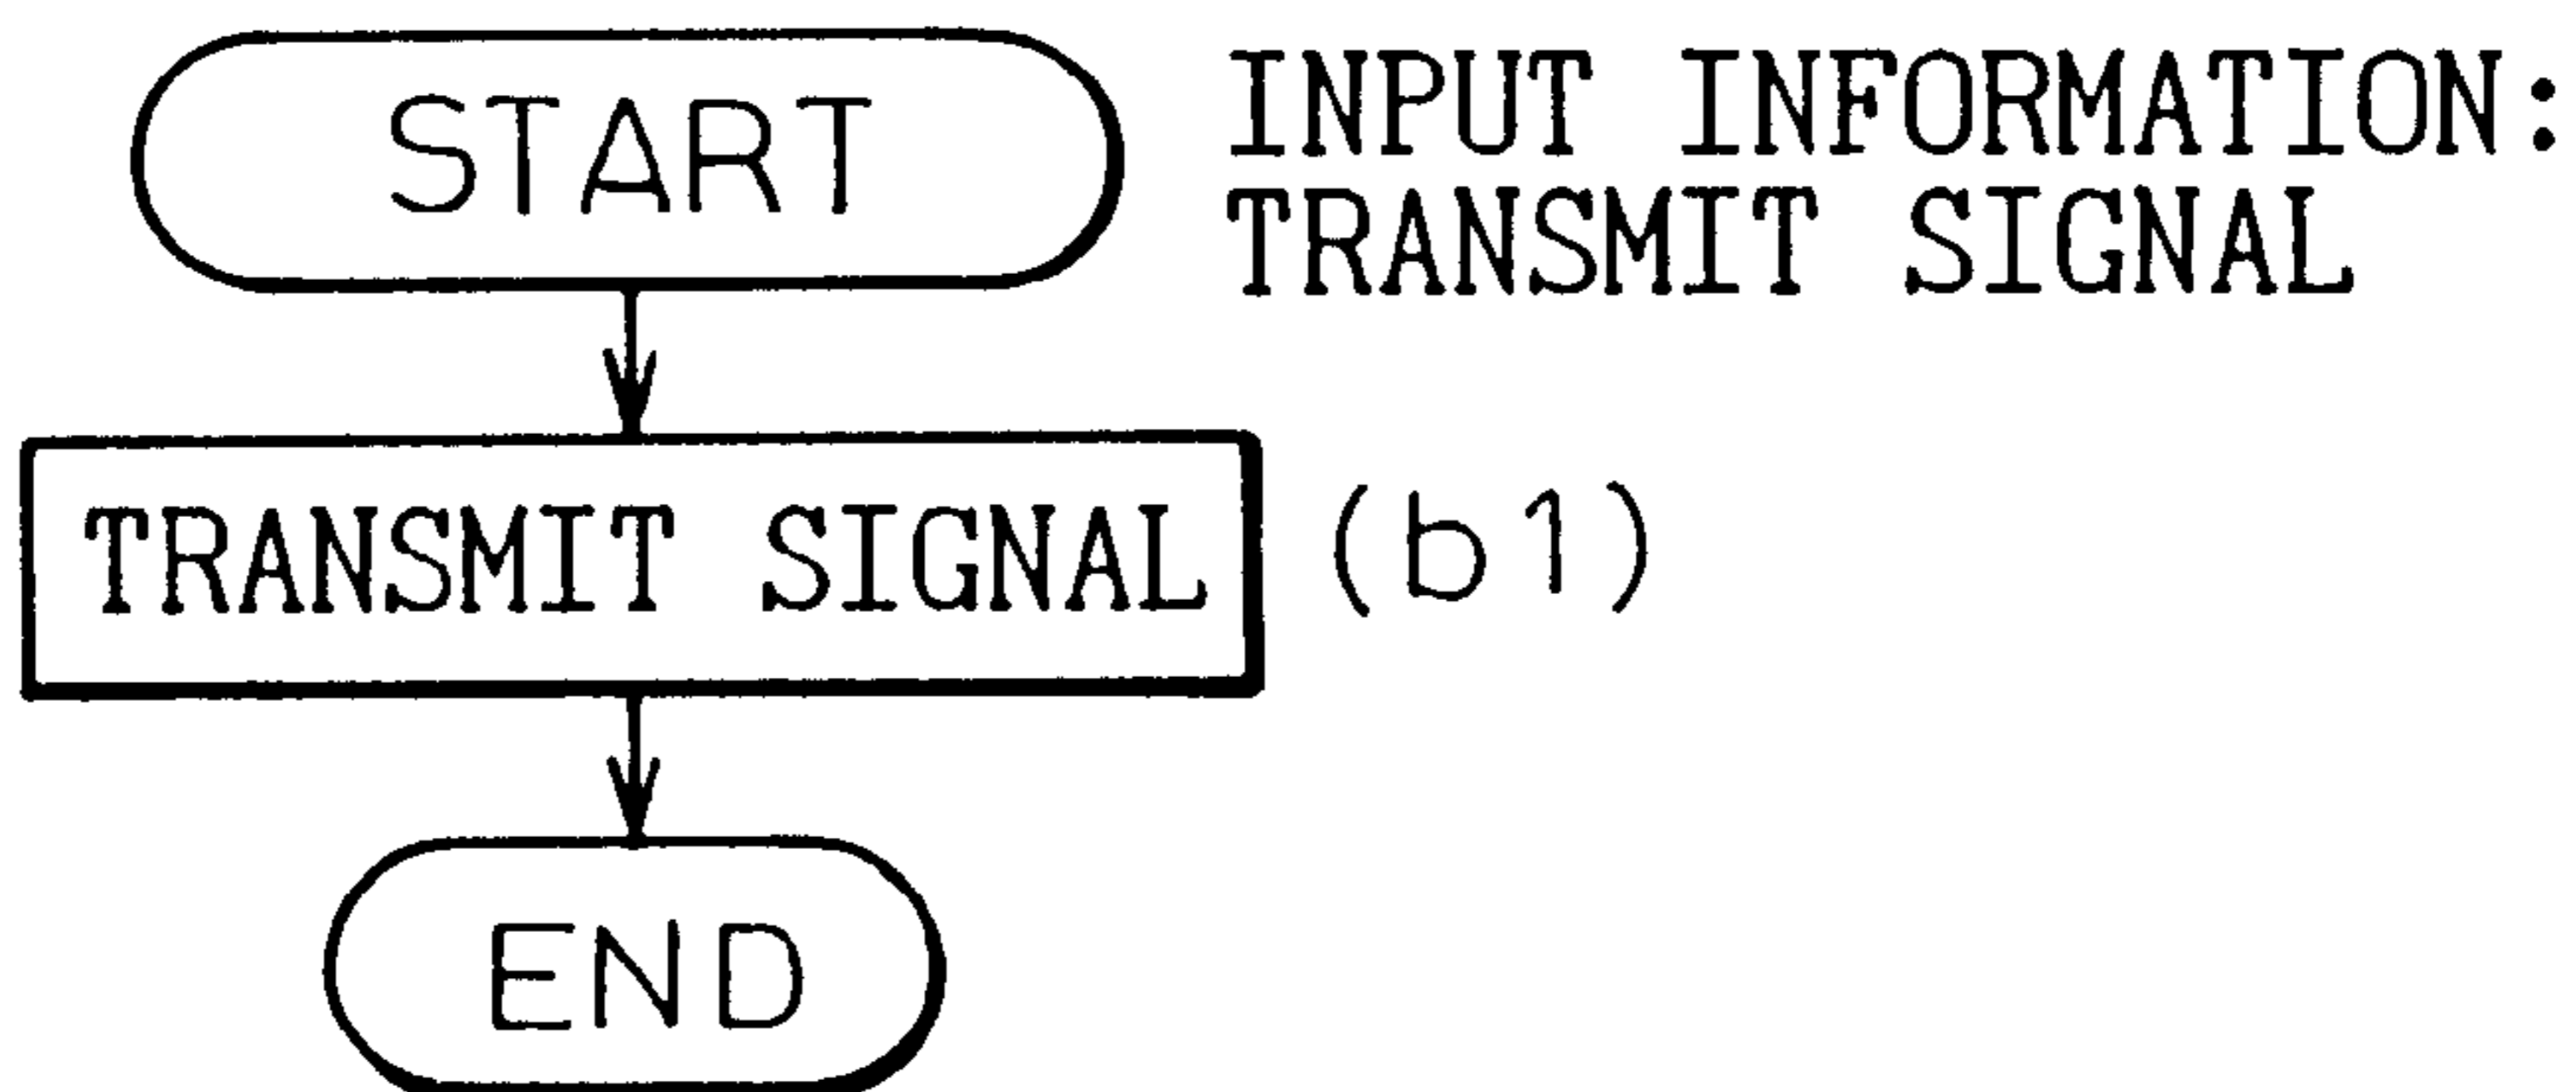 START
INPUT INFORMATION:
TRANSMIT SIGNAL
TRANSMIT SIGNAL
(b1)
END